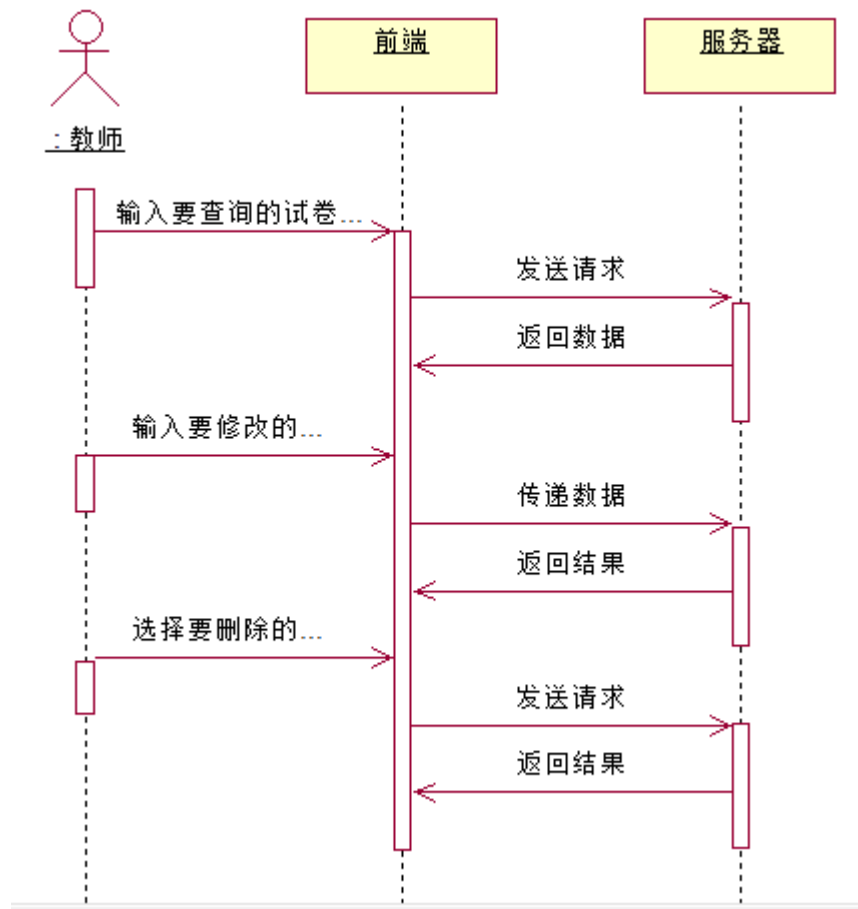 前端
服务器
: 教师
输入要查询的试卷...
发送请求
返回数据
输入要修改的...
传递数据
返回结果
选择要删除的...
发送请求
返回结果